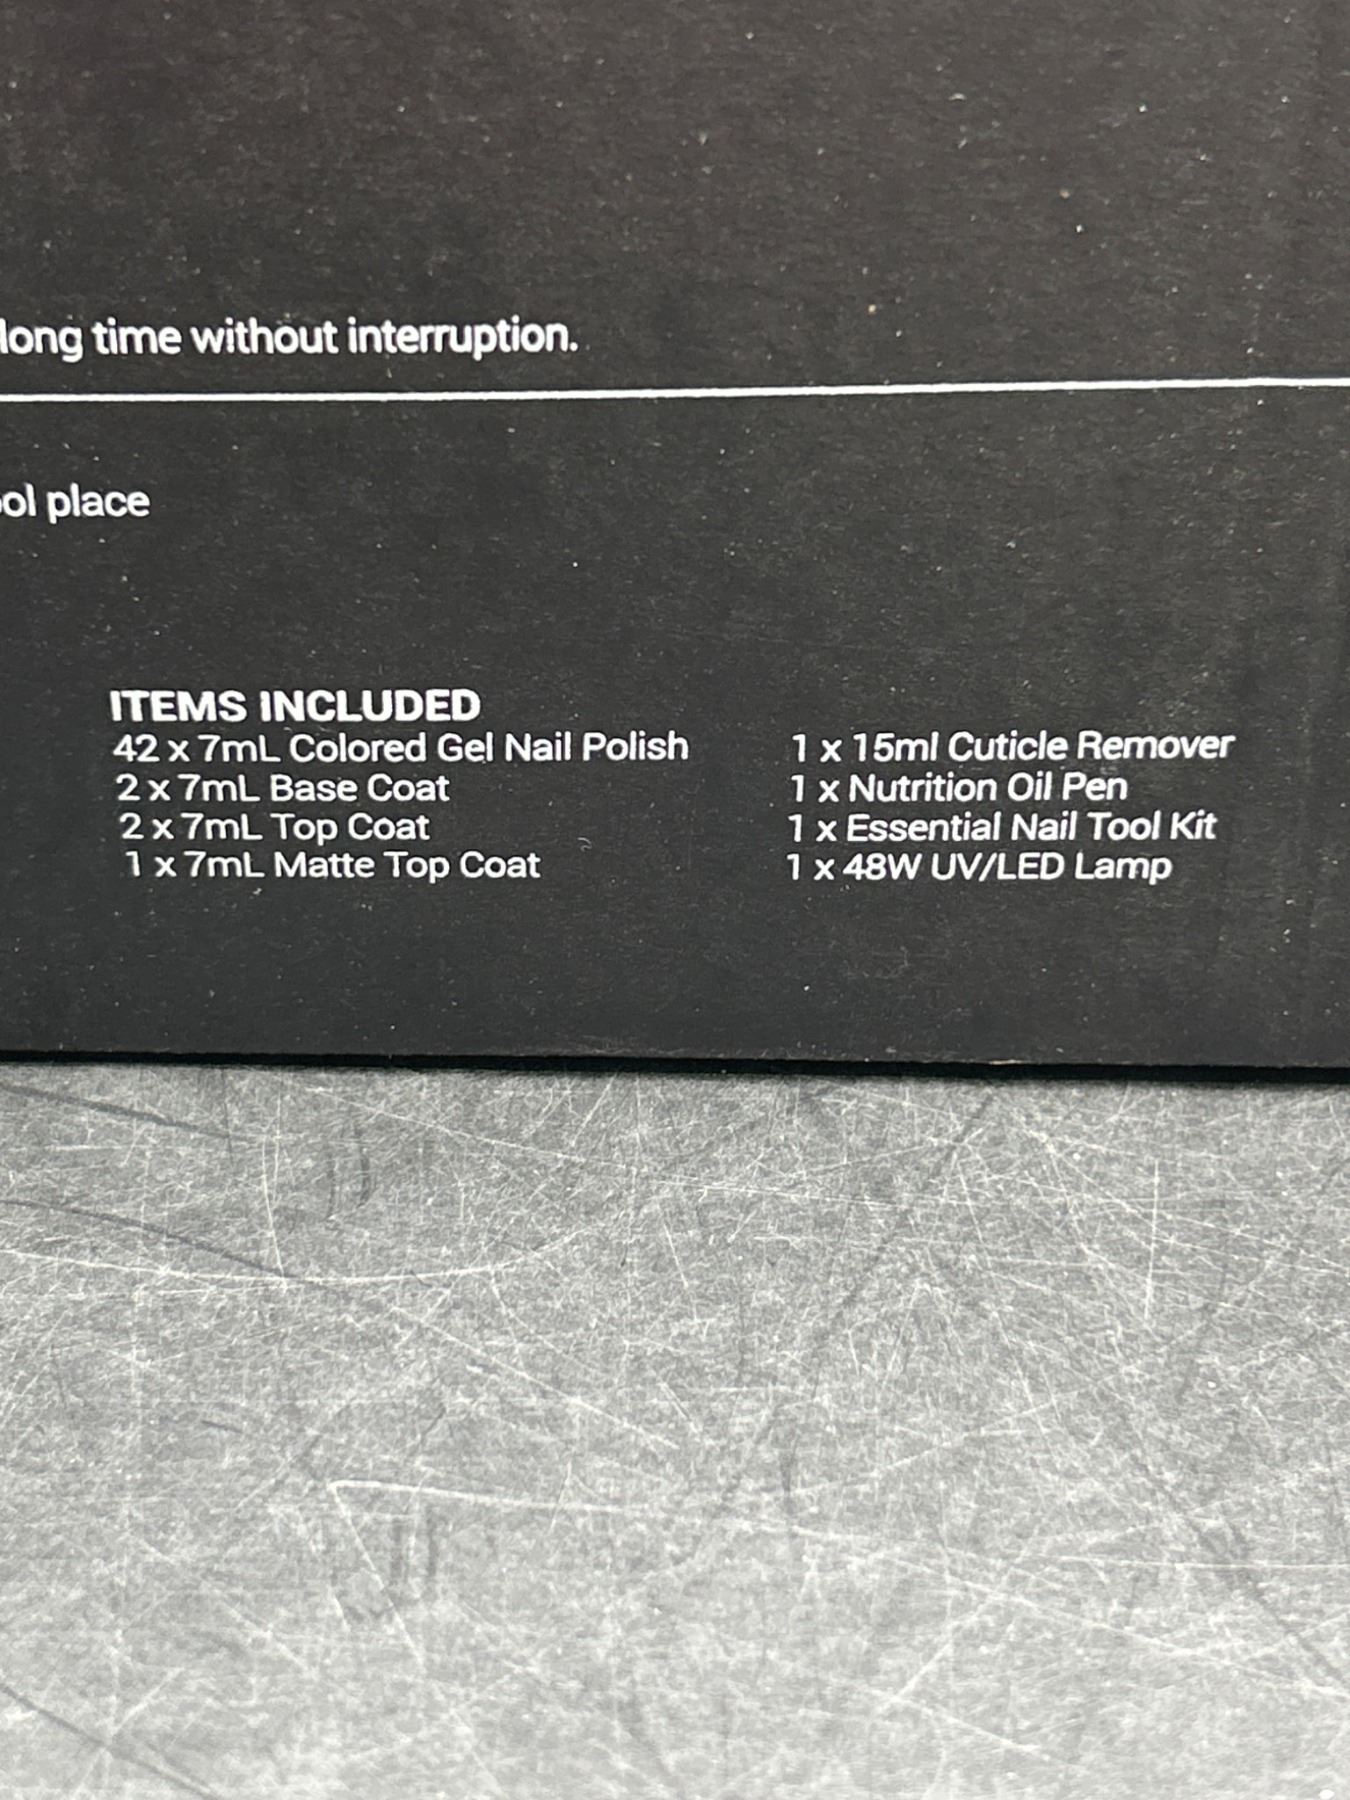 long time without interruption.
place
ITEMS INCLUDED
42 x 7mL Colored Gel Nail Polish
2 x 7mL Base Coat
2 x 7mL Top Coat
1 x 7mL Matte Top Coat
1 x 15ml Cuticle Remover
1 x Nutrition Oil Pen
1 x Essential Nail Tool Kit
1 x 48W UV/LED Lamp